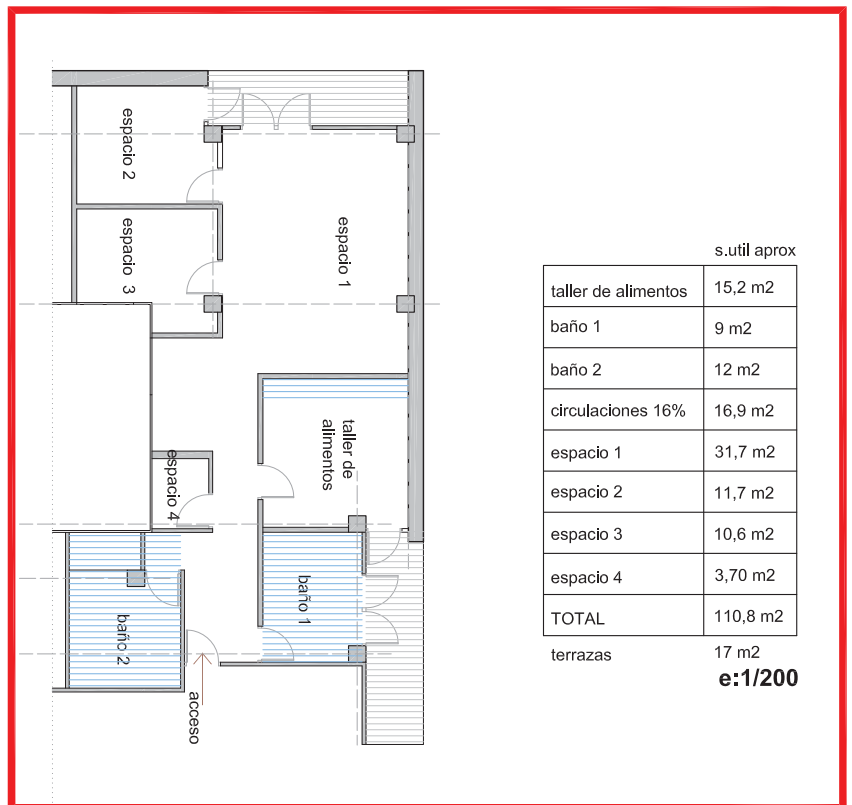 espacio 2
espacio 3
espacio 1
taller de
alimentos
espacio 4
baño 1
bañc 2
acceso
s.util aprox
taller de alimentos 15,2 m2
baño 1 9 m2
baño 2 12 m2
circulaciones 16% 16,9 m2
espacio 1 31,7 m2
espacio 2 11,7 m2
espacio 3 10,6 m2
espacio 4 3,70 m2
TOTAL 110,8 m2
terrazas 17 m2
e:1/200